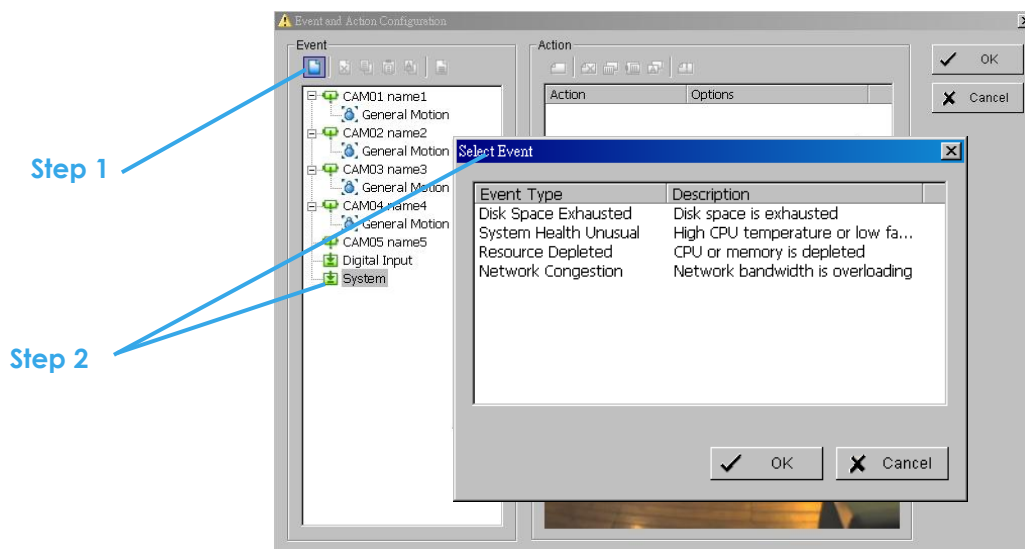 Event and Action Configuration
Event
Action
OK
Cancel
Action Options
CAM01 name1
General Motion
CAM02 name2
General Motion
CAM03 name3
General Motion
CAM04 name4
General Motion
CAM05 name5
Digital Input
System
Step 1
Step 2
Select Event
Event Type Description
Disk Space Exhausted Disk space is exhausted
System Health Unusual High CPU temperature or low fa...
Resource Depleted CPU or memory is depleted
Network Congestion Network bandwidth is overloading
OK Cancel